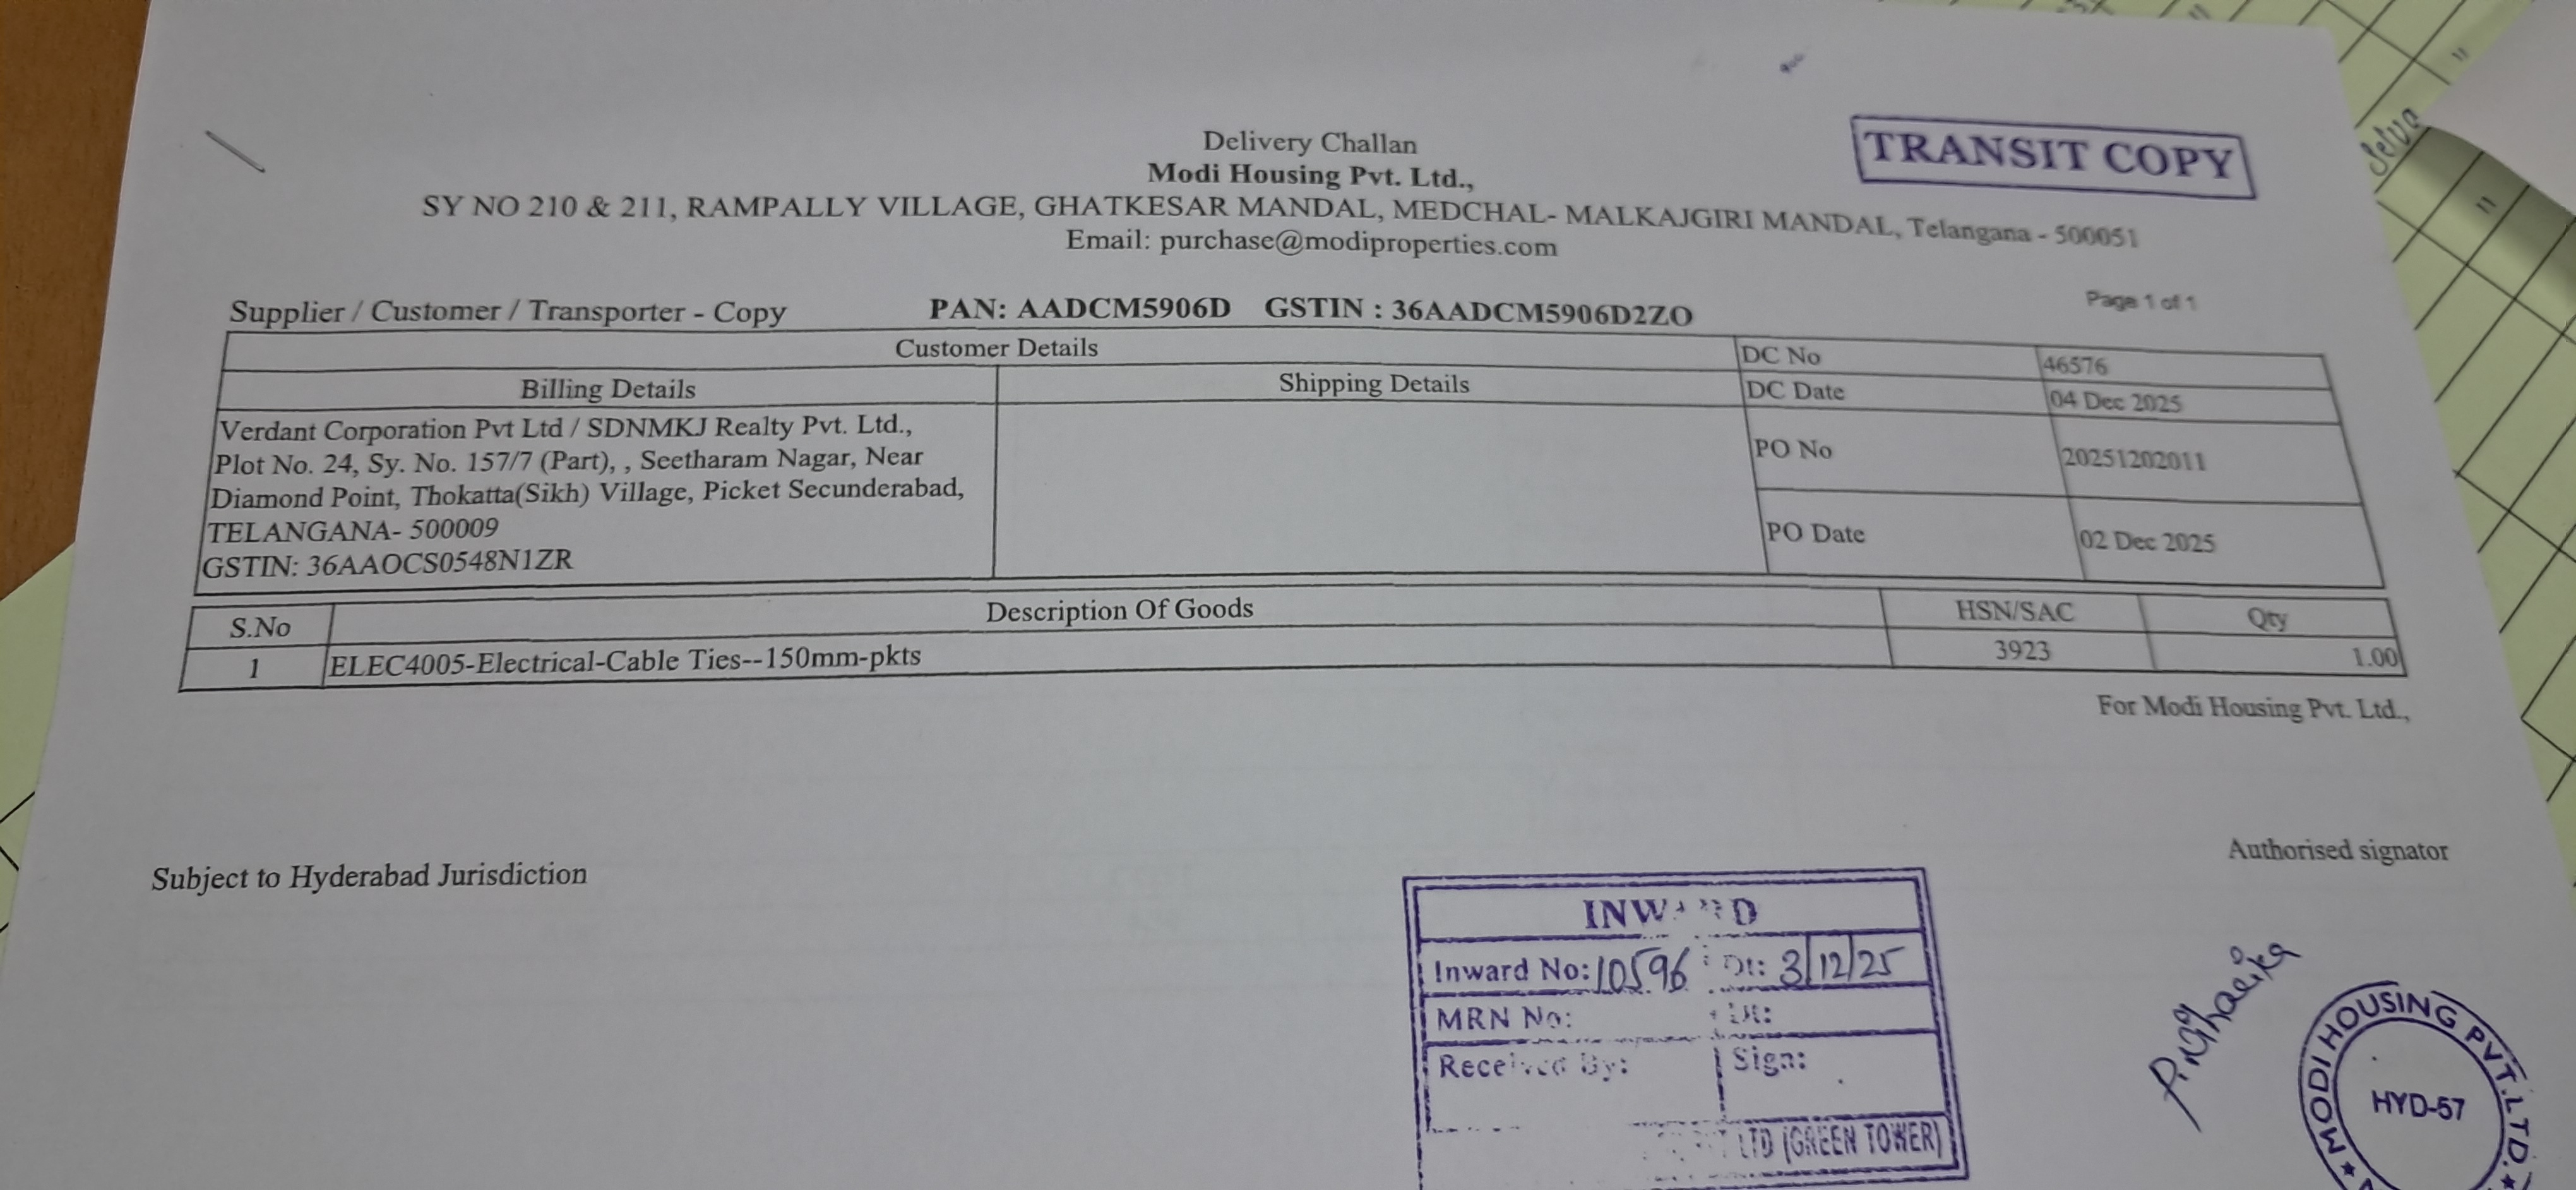 TRANSIT COPY
Delivery Challan
Modi Housing Pvt. Ltd.,
SY NO 210 & 211, RAMPALLY VILLAGE, GHATKESAR MANDAL, MEDCHAL- MALKAJGIRI MANDAL, Telangana - 500051
Email: purchase@modiproperties.com
Page 1 of 1
Supplier / Customer / Transporter - Copy PAN: AADCM5906D GSTIN : 36AADCM5906D2ZO
Customer Details
Billing Details
Shipping Details
Verdant Corporation Pvt Ltd / SDNMKJ Realty Pvt. Ltd.,
Plot No. 24, Sy. No. 157/7 (Part), , Seetharam Nagar, Near
Diamond Point, Thokatta(Sikh) Village, Picket Secunderabad,
TELANGANA- 500009
GSTIN: 36AAOCS0548N1ZR
DC No 46576
DC Date 04 Dec 2025
PO No 20251202011
PO Date 02 Dec 2025
S.No Description Of Goods HSN/SAC Qty
1 ELEC4005-Electrical-Cable Ties--150mm-pkts 3923 1.00
For Modi Housing Pvt. Ltd.,
Authorised signator
Subject to Hyderabad Jurisdiction
INWARD
Inward No: 10596 Dt: 3/12/25
MRN No: Dt:
Received By: Sign:
LTD (GREEN TOWER)
MODI HOUSING PVT. LTD.
HYD-57